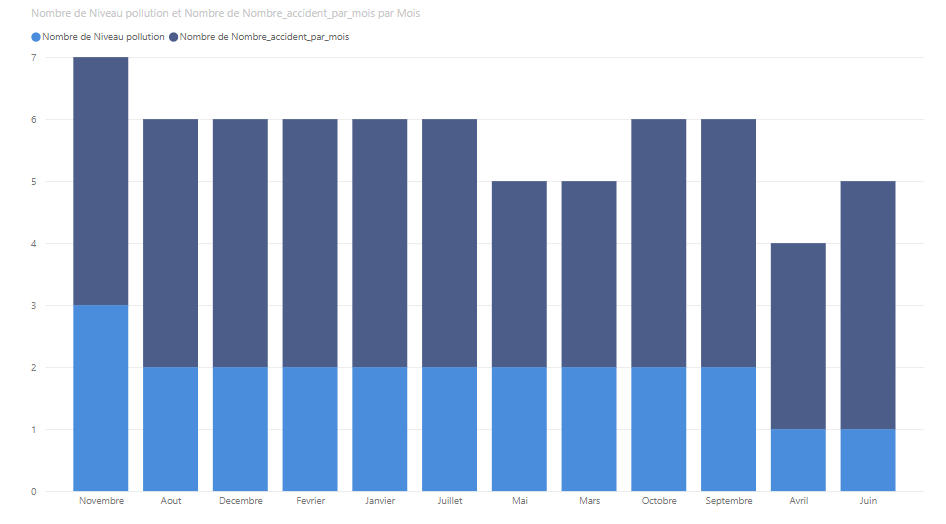 Nombre de Niveau pollution et Nombre de Nombre_accident_par_mois par Mois
Nombre de Niveau pollution Nombre de Nombre_accident_par_mois
7
6
5
4
3
2
1
0
Novembre Aout Decembre Fevrier Janvier Juillet Mai Mars Octobre Septembre Avril Juin